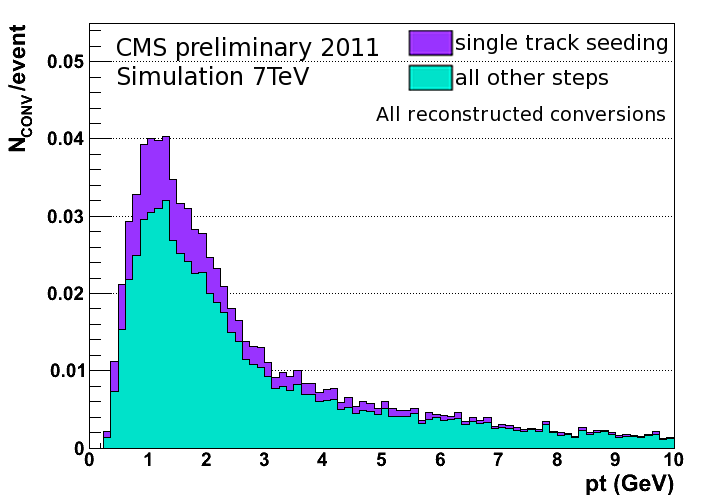 CMS preliminary 2011
Simulation 7TeV
single track seeding
all other steps
All reconstructed conversions
N_CONV/event
0.05
0.04
0.03
0.02
0.01
0
0 1 2 3 4 5 6 7 8 9 10
pt (GeV)